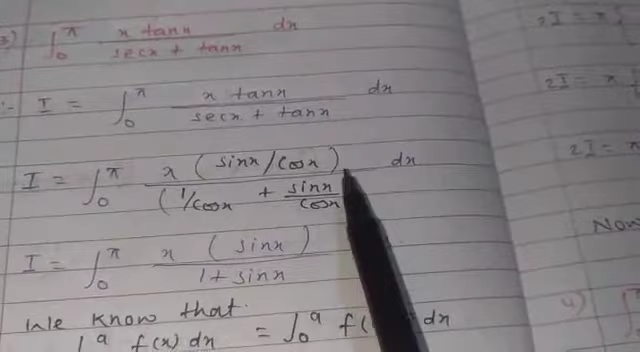 3) ∫₀^π x tanx / secx + tanx dx
:- I = ∫₀^π x tanx / secx + tanx dx
I = ∫₀^π x (sinx/cosx) / (1/cosx + sinx/cosx dx
I = ∫₀^π x (sinx) / 1 + sinx
We know that.
∫^a f(x) dx = ∫₀^a f( dx
2I = π
2I = π
2I = π
Now
4) ∫